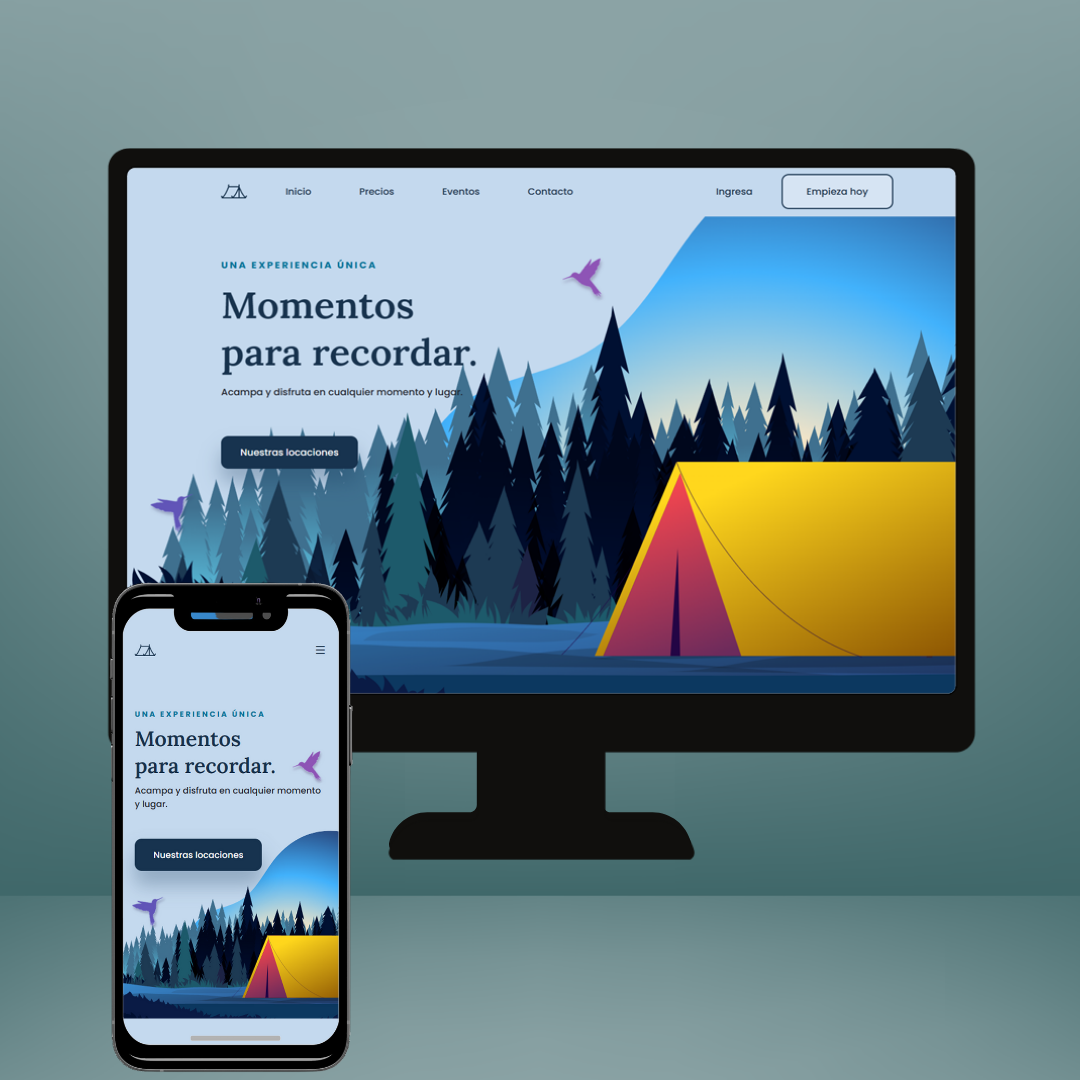 Inicio Precios Eventos Contacto Ingresa Empieza hoy
UNA EXPERIENCIA ÚNICA
Momentos
para recordar.
Acampa y disfruta en cualquier momento y lugar.
Nuestras locaciones
UNA EXPERIENCIA ÚNICA
Momentos
para recordar.
Acampa y disfruta en cualquier momento
y lugar.
Nuestras locaciones